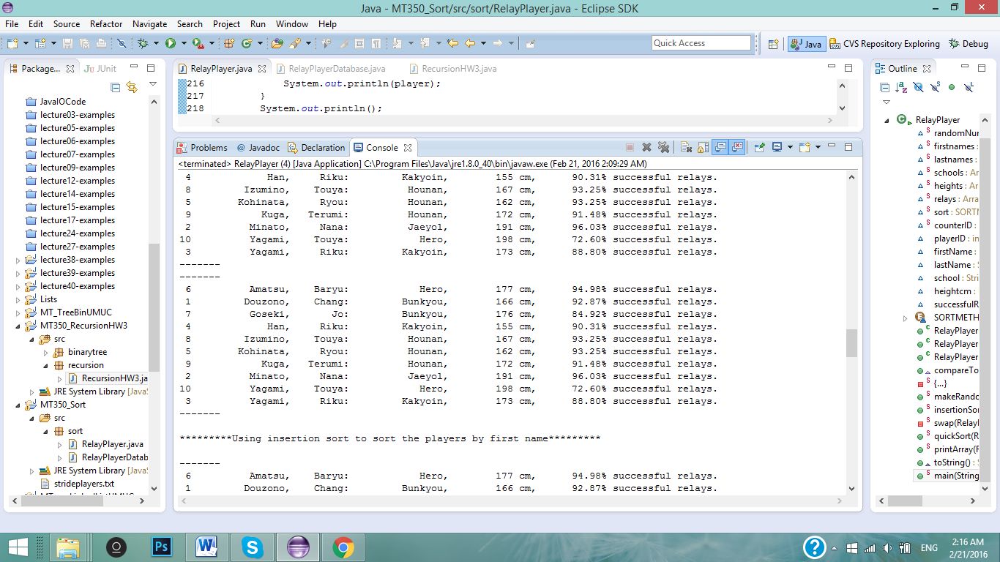 Java - MT350_Sort/src/sort/RelayPlayer.java - Eclipse SDK
File Edit Source Refactor Navigate Search Project Run Window Help
Quick Access
Java CVS Repository Exploring Debug
Package...
JUnit
JavaIOCode
lecture03-examples
lecture05-examples
lecture06-examples
lecture07-examples
lecture09-examples
lecture12-examples
lecture14-examples
lecture15-examples
lecture17-examples
lecture24-examples
lecture27-examples
lecture38-examples
lecture39-examples
lecture40-examples
Lists
MT_TreeBinUMUC
MT350_RecursionHW3
src
binarytree
recursion
RecursionHW3.ja
JRE System Library [JavaS
MT350_Sort
src
sort
RelayPlayer.java
RelayPlayerDatab
JRE System Library [JavaS
strideplayers.txt
RelayPlayer.java RelayPlayerDatabase.java RecursionHW3.java
216 System.out.println(player);
217 }
218 System.out.println();
Problems @ Javadoc Declaration Console
<terminated> RelayPlayer (4) [Java Application] C:\Program Files\Java\jre1.8.0_40\bin\javaw.exe (Feb 21, 2016 2:09:29 AM)
4 Han, Riku: Kakyoin, 155 cm, 90.31% successful relays.
8 Izumino, Touya: Hounan, 167 cm, 93.25% successful relays.
5 Kohinata, Ryou: Hounan, 162 cm, 93.25% successful relays.
9 Kuga, Terumi: Hounan, 172 cm, 91.48% successful relays.
2 Minato, Nana: Jaeyol, 191 cm, 96.03% successful relays.
10 Yagami, Touya: Hero, 198 cm, 72.60% successful relays.
3 Yagami, Riku: Kakyoin, 173 cm, 88.80% successful relays.
-------
-------
6 Amatsu, Baryu: Hero, 177 cm, 94.98% successful relays.
1 Douzono, Chang: Bunkyou, 166 cm, 92.87% successful relays.
7 Goseki, Jo: Bunkyou, 176 cm, 84.92% successful relays.
4 Han, Riku: Kakyoin, 155 cm, 90.31% successful relays.
8 Izumino, Touya: Hounan, 167 cm, 93.25% successful relays.
5 Kohinata, Ryou: Hounan, 162 cm, 93.25% successful relays.
9 Kuga, Terumi: Hounan, 172 cm, 91.48% successful relays.
2 Minato, Nana: Jaeyol, 191 cm, 96.03% successful relays.
10 Yagami, Touya: Hero, 198 cm, 72.60% successful relays.
3 Yagami, Riku: Kakyoin, 173 cm, 88.80% successful relays.
-------
*********Using insertion sort to sort the players by first name*********
-------
6 Amatsu, Baryu: Hero, 177 cm, 94.98% successful relays.
1 Douzono, Chang: Bunkyou, 166 cm, 92.87% successful relays.
Outline
RelayPlayer
randomNur
firstnames :
lastnames :
schools : Ar
heights : Ar
relays : Arra
sort : SORTM
counterID :
playerID : in
firstName :
lastName : S
school : Stri
heightcm :
successfulR
SORTMETH
RelayPlayer
RelayPlayer
RelayPlayer
compareTo
{...}
makeRando
insertionSor
swap(Relayl
quickSort(R
printArray(R
toString() : S
main(String
Ps
ENG
2:16 AM
2/21/2016